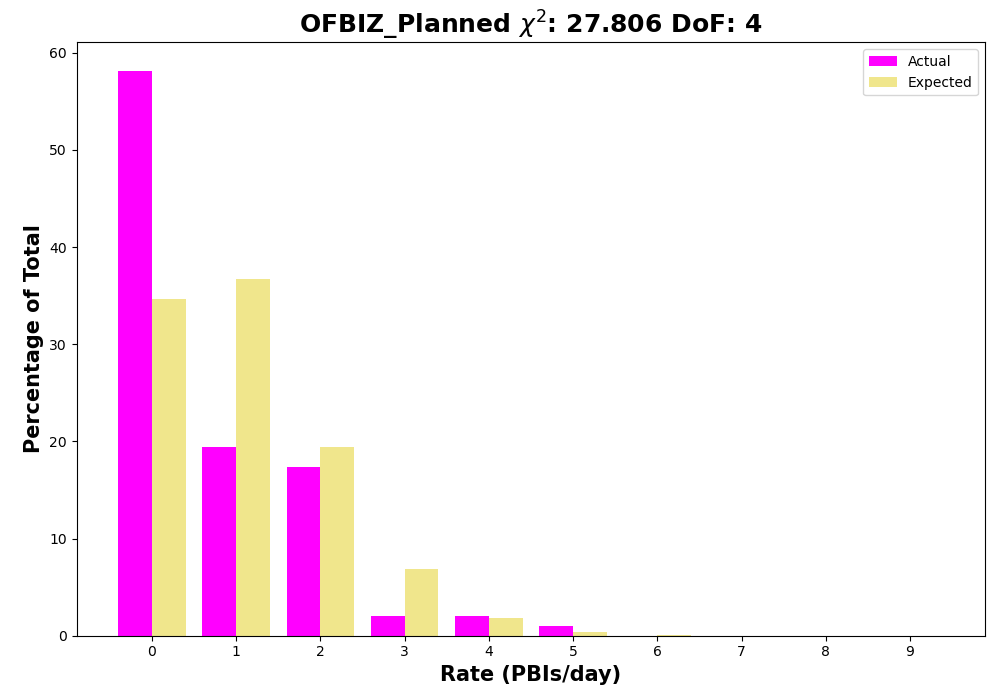 OFBIZ_Planned χ²: 27.806 DoF: 4
Actual
Expected
60
50
40
30
20
10
0
Percentage of Total
0 1 2 3 4 5 6 7 8 9
Rate (PBIs/day)